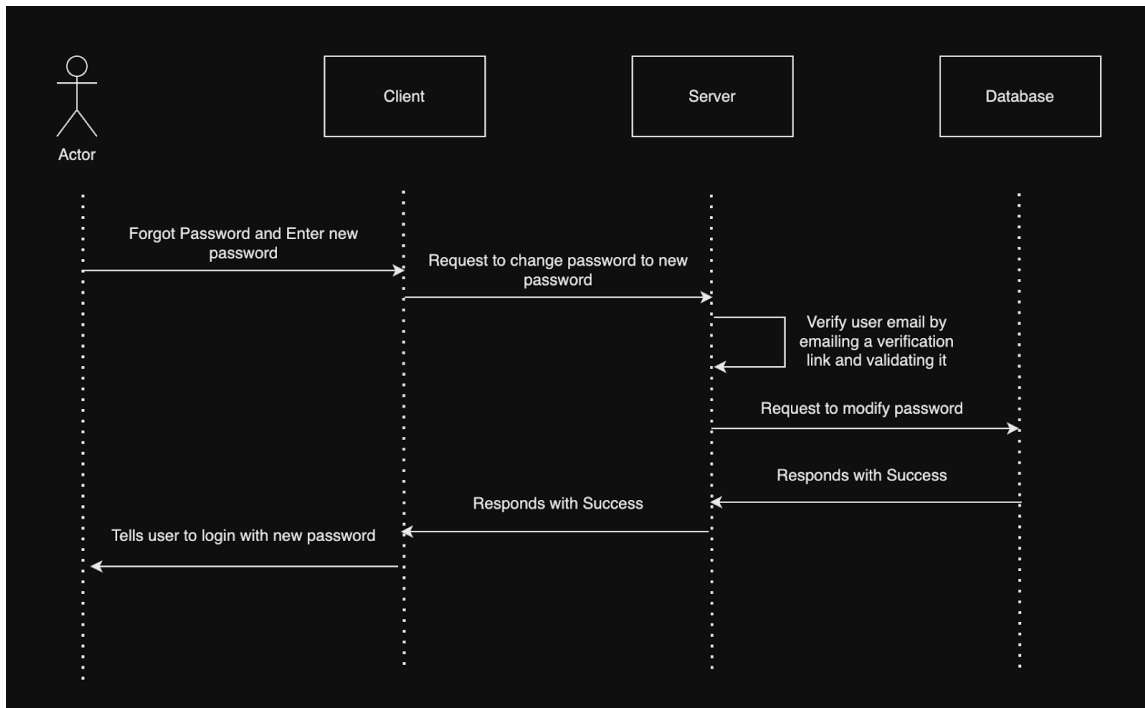 Client
Server
Database
Actor
Forgot Password and Enter new
password
Request to change password to new
password
Verify user email by
emailing a verification
link and validating it
Request to modify password
Responds with Success
Responds with Success
Tells user to login with new password